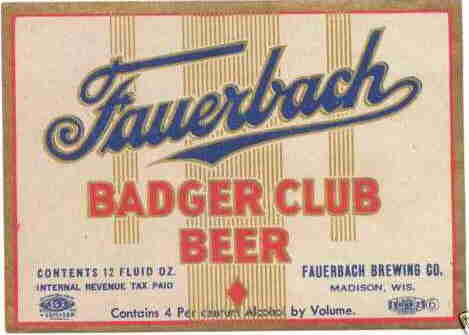 Fauerbach
BADGER CLUB
BEER
CONTENTS 12 FLUID OZ.
INTERNAL REVENUE TAX PAID
FAUERBACH BREWING CO.
MADISON, WIS.
Contains 4 Per centum Alcohol by Volume.